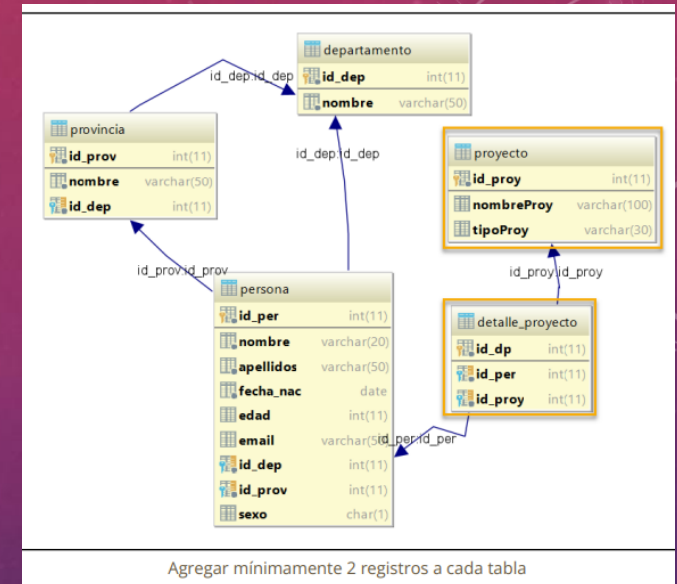 departamento
id_dep int(11)
nombre varchar(50)
id_dep:id_dep
provincia
id_prov int(11)
nombre varchar(50)
id_dep int(11)
id_dep:id_dep
proyecto
id_proy int(11)
nombreProy varchar(100)
tipoProy varchar(30)
id_prov:id_prov
id_proy:id_proy
persona
id_per int(11)
nombre varchar(20)
apellidos varchar(50)
fecha_nac date
edad int(11)
email varchar(50)
id_dep int(11)
id_prov int(11)
sexo char(1)
detalle_proyecto
id_dp int(11)
id_per int(11)
id_proy int(11)
id_per:id_per
Agregar mínimamente 2 registros a cada tabla